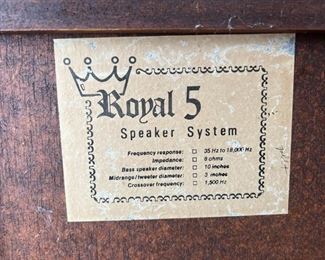 Royal 5
Speaker System
Frequency response: □ 35 Hz to 18,000 Hz
Impedance: □ 8 ohms
Bass speaker diameter: □ 10 inches
Midrange/tweeter diameter: □ 3 inches
Crossover frequency: □ 1,500 Hz